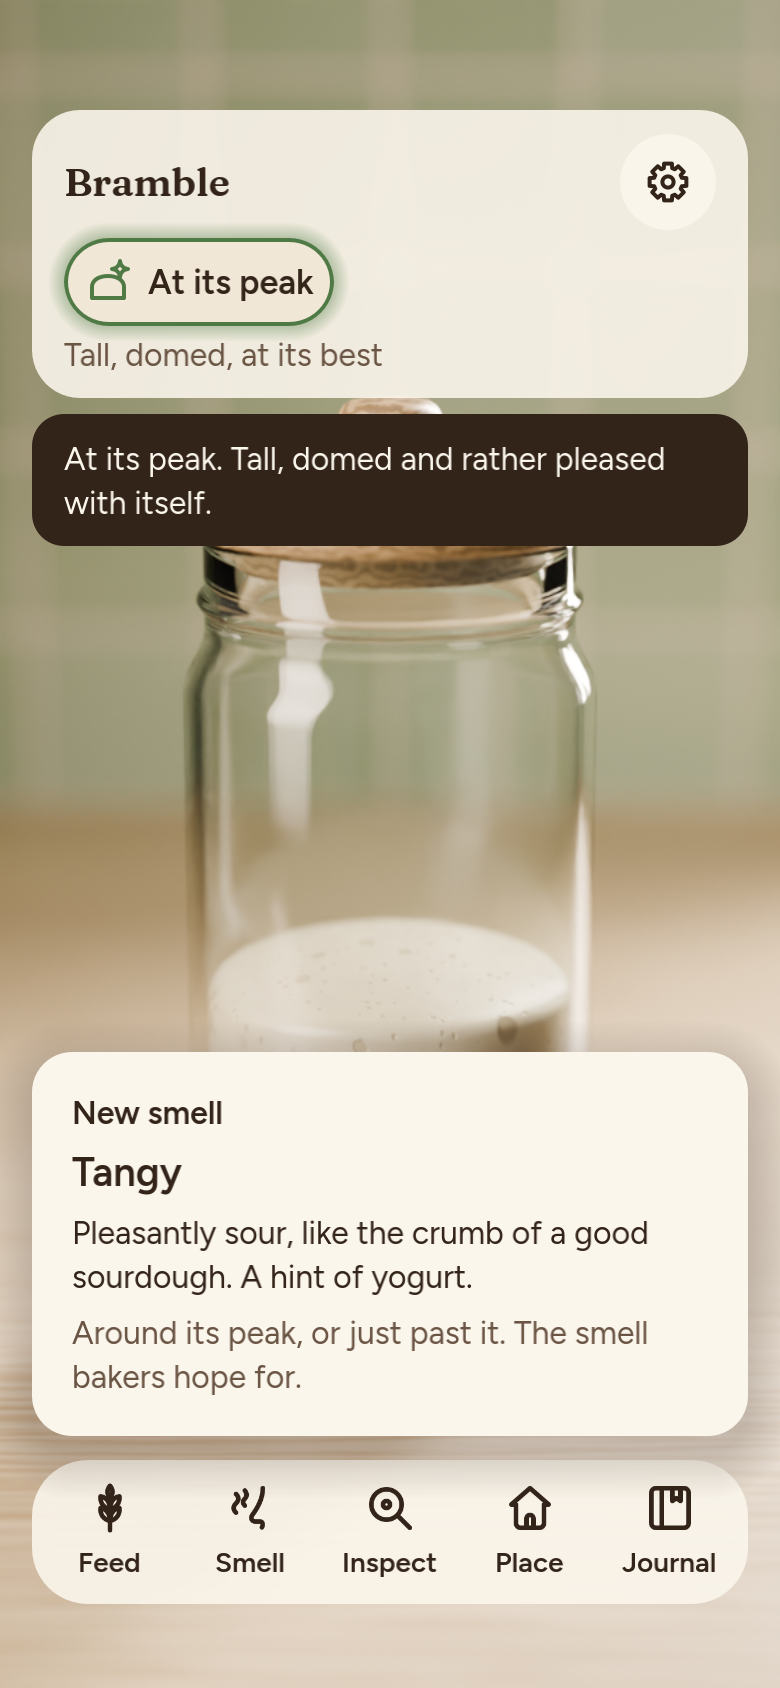 Bramble
At its peak
Tall, domed, at its best
At its peak. Tall, domed and rather pleased
with itself.
New smell
Tangy
Pleasantly sour, like the crumb of a good
sourdough. A hint of yogurt.
Around its peak, or just past it. The smell
bakers hope for.
Feed
Smell
Inspect
Place
Journal